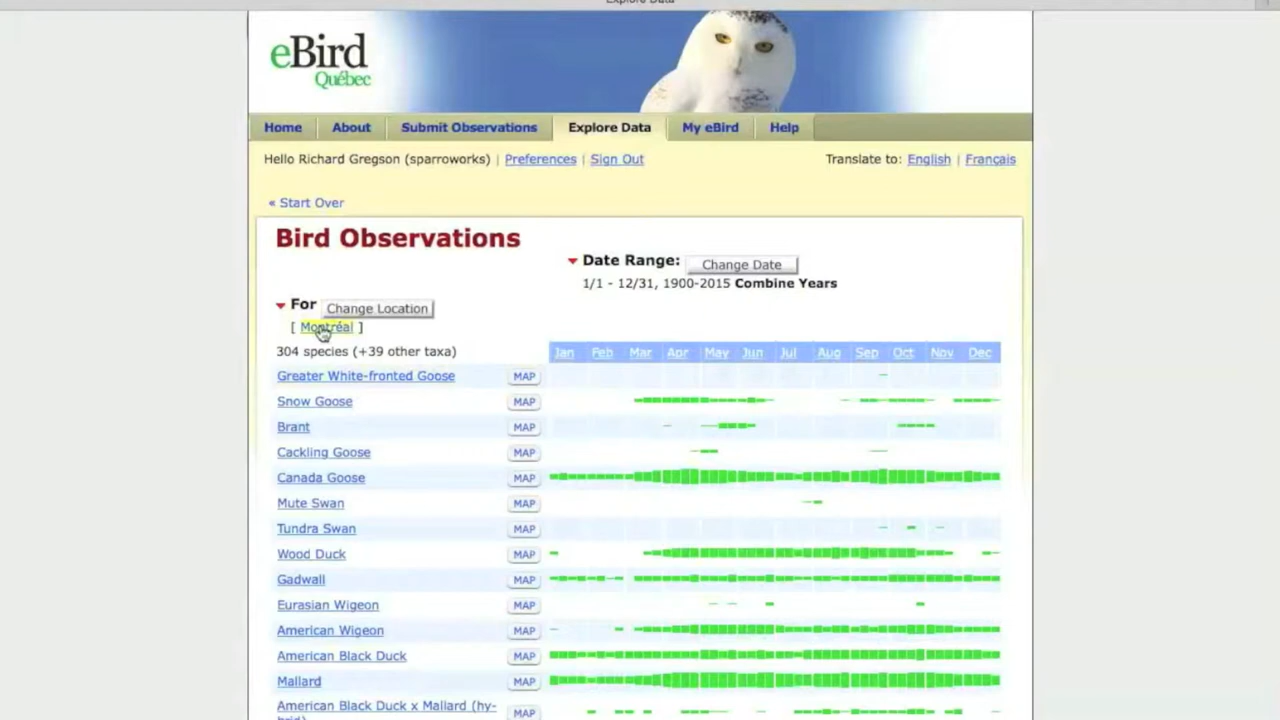 Explore Data
eBird
Québec
Home About Submit Observations Explore Data My eBird Help
Hello Richard Gregson (sparroworks) | Preferences | Sign Out Translate to: English | Français
« Start Over
Bird Observations
Date Range: Change Date
1/1 - 12/31, 1900-2015 Combine Years
For Change Location
[ Montréal ]
304 species (+39 other taxa) Jan Feb Mar Apr May Jun Jul Aug Sep Oct Nov Dec
Greater White-fronted Goose MAP
Snow Goose MAP
Brant MAP
Cackling Goose MAP
Canada Goose MAP
Mute Swan MAP
Tundra Swan MAP
Wood Duck MAP
Gadwall MAP
Eurasian Wigeon MAP
American Wigeon MAP
American Black Duck MAP
Mallard MAP
American Black Duck x Mallard (hy- MAP
brid)